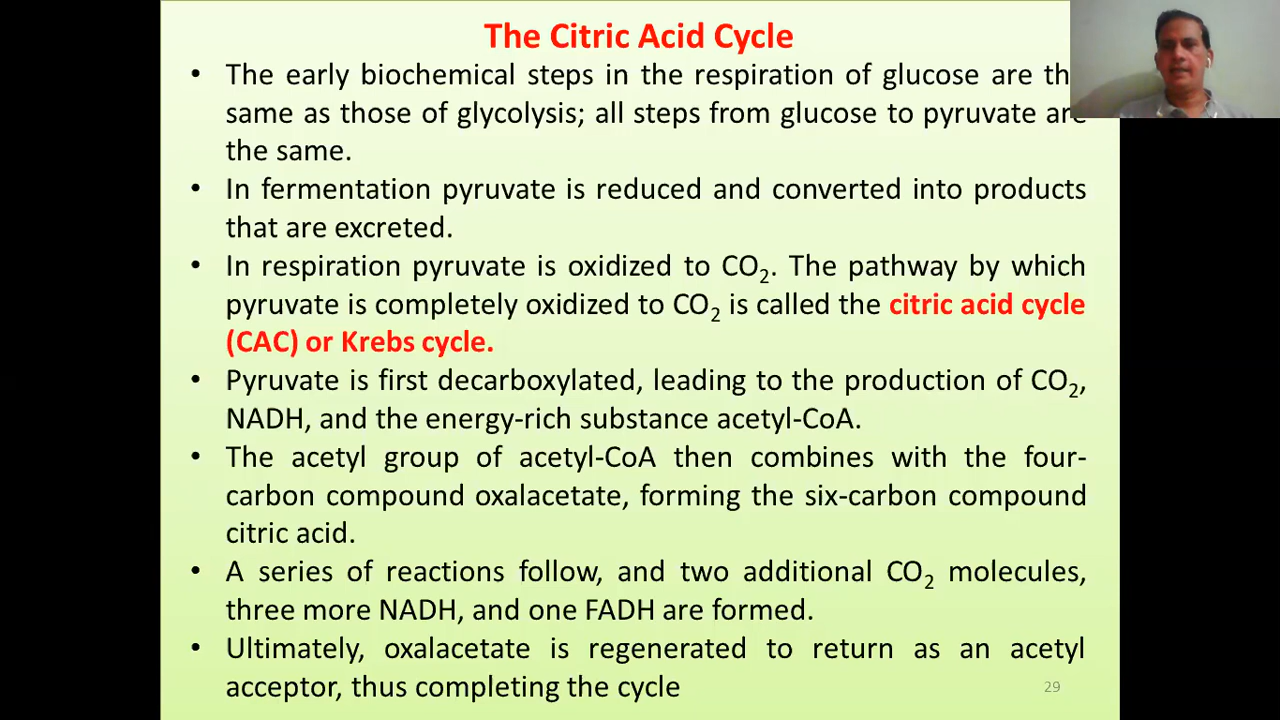 The Citric Acid Cycle
• The early biochemical steps in the respiration of glucose are th
same as those of glycolysis; all steps from glucose to pyruvate are
the same.
• In fermentation pyruvate is reduced and converted into products
that are excreted.
• In respiration pyruvate is oxidized to CO₂. The pathway by which
pyruvate is completely oxidized to CO₂ is called the citric acid cycle
(CAC) or Krebs cycle.
• Pyruvate is first decarboxylated, leading to the production of CO₂,
NADH, and the energy-rich substance acetyl-CoA.
• The acetyl group of acetyl-CoA then combines with the four-
carbon compound oxalacetate, forming the six-carbon compound
citric acid.
• A series of reactions follow, and two additional CO₂ molecules,
three more NADH, and one FADH are formed.
• Ultimately, oxalacetate is regenerated to return as an acetyl
acceptor, thus completing the cycle
29